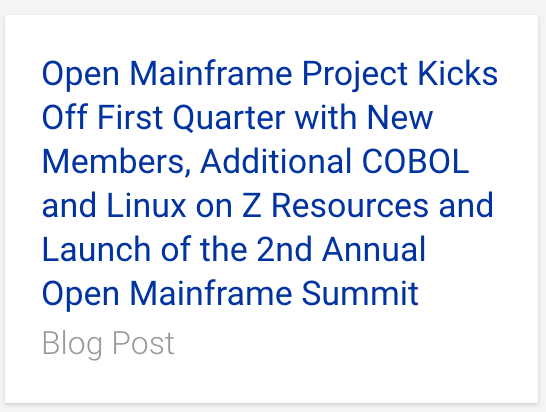 Open Mainframe Project Kicks
Off First Quarter with New
Members, Additional COBOL
and Linux on Z Resources and
Launch of the 2nd Annual
Open Mainframe Summit
Blog Post